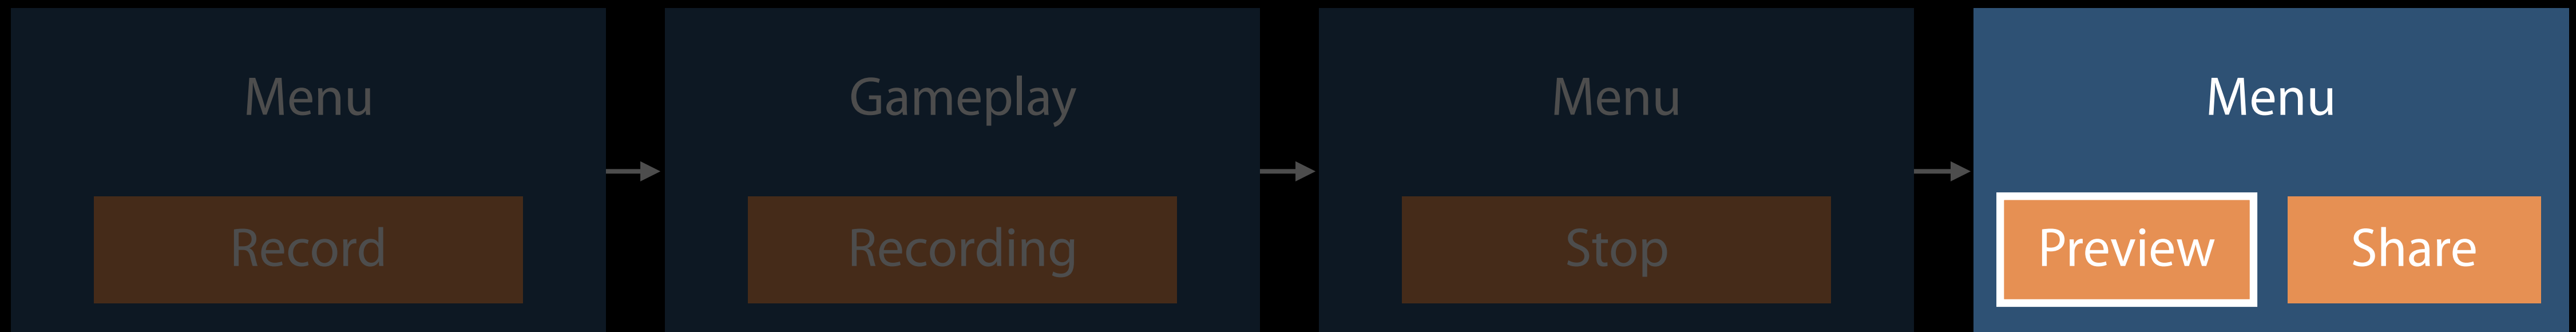 Menu
Record
Gameplay
Recording
Menu
Stop
Menu
Preview
Share